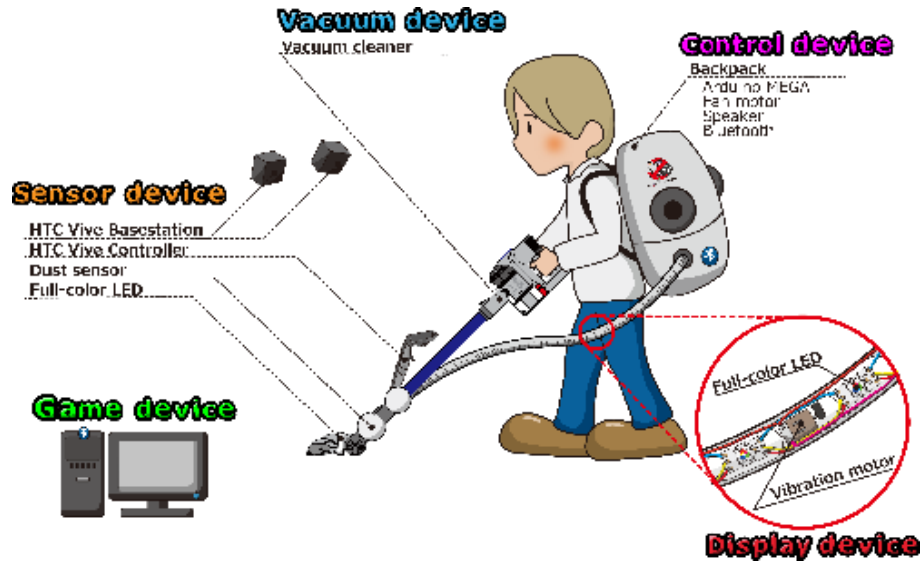 Vacuum device
Vacuum cleaner
Control device
Backpack
Arduino MEGA
Fan motor
Speaker
Bluetooth
Sensor device
HTC Vive Basestation
HTC Vive Controller
Dust sensor
Full-color LED
Game device
Full-color LED
Vibration motor
Display device